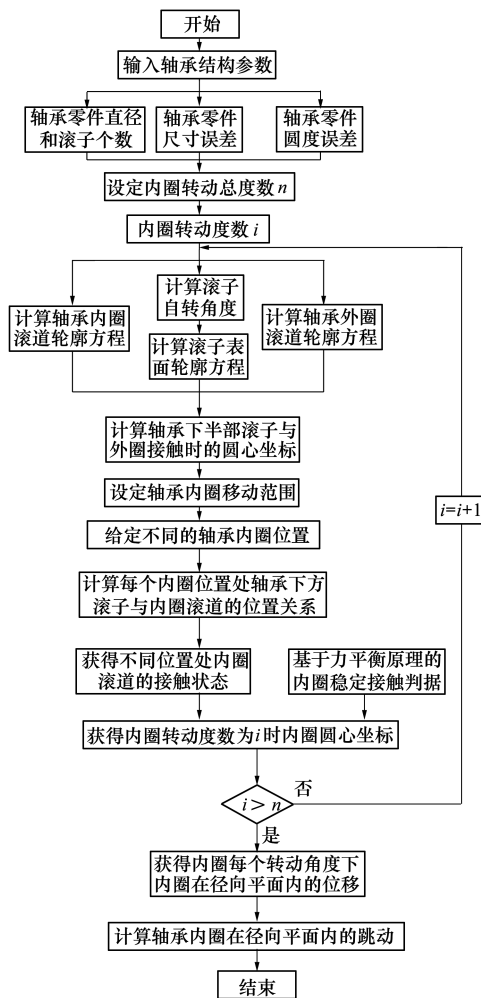 开始
输入轴承结构参数
轴承零件直径
和滚子个数
轴承零件
尺寸误差
轴承零件
圆度误差
设定内圈转动总度数n
内圈转动度数i
计算轴承内圈
滚道轮廓方程
计算滚子
自转角度
计算滚子表
面轮廓方程
计算轴承外圈
滚道轮廓方程
计算轴承下半部滚子与
外圈接触时的圆心坐标
设定轴承内圈移动范围
i=i+1
给定不同的轴承内圈位置
计算每个内圈位置处轴承下方
滚子与内圈滚道的位置关系
获得不同位置处内圈
滚道的接触状态
基于力平衡原理的
内圈稳定接触判据
获得内圈转动度数为i时内圈圆心坐标
i> n
否
是
获得内圈每个转动角度下
内圈在径向平面内的位移
计算轴承内圈在径向平面内的跳动
结束